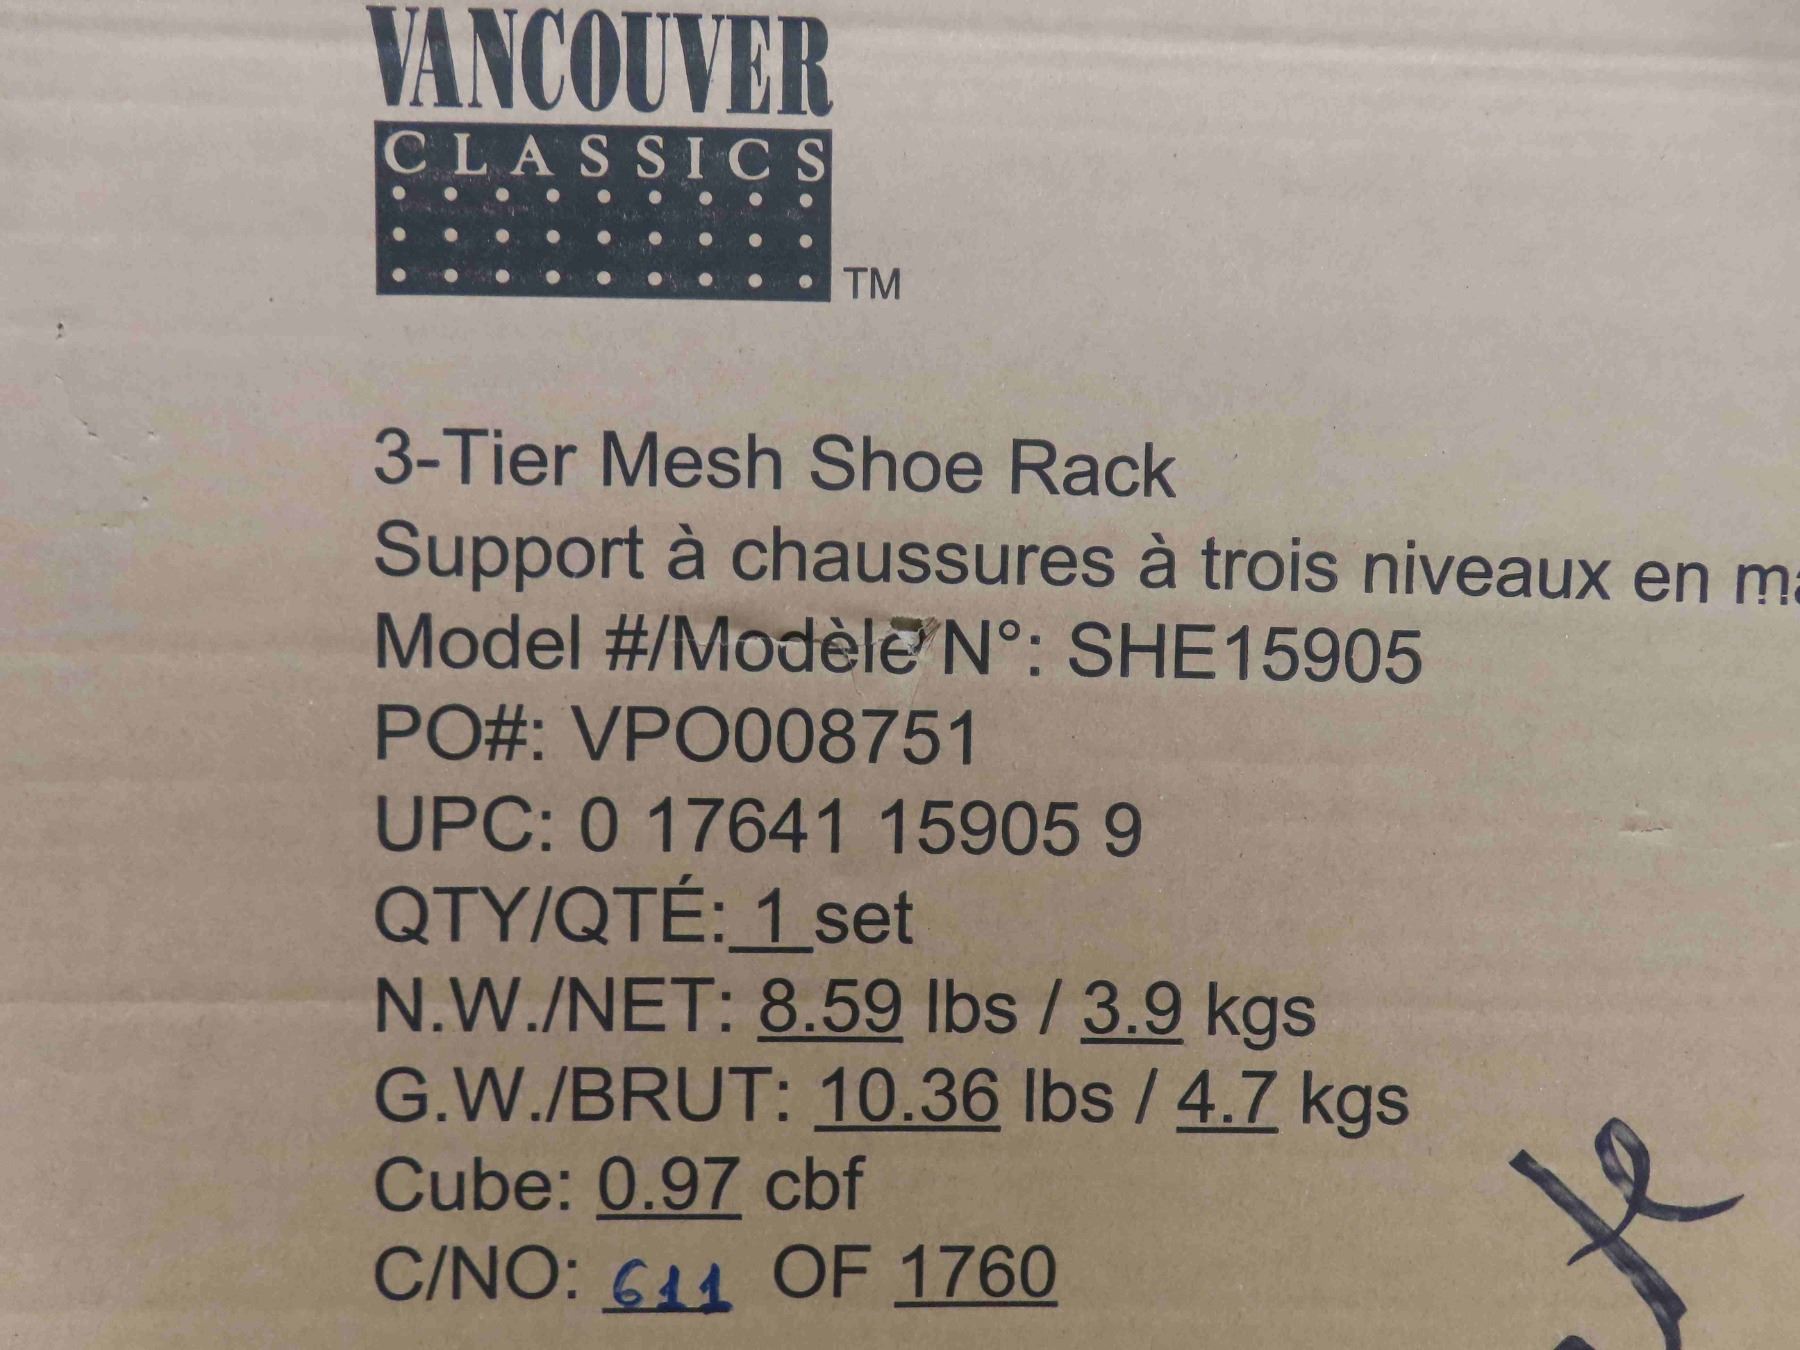 VANCOUVER
CLASSICS
TM
3-Tier Mesh Shoe Rack
Support à chaussures à trois niveaux en
Model #/Modèle N°: SHE15905
PO#: VPO008751
UPC: 0 17641 15905 9
QTY/QTÉ: 1 set
N.W./NET: 8.59 lbs / 3.9 kgs
G.W./BRUT: 10.36 lbs / 4.7 kgs
Cube: 0.97 cbf
C/NO: 611 OF 1760